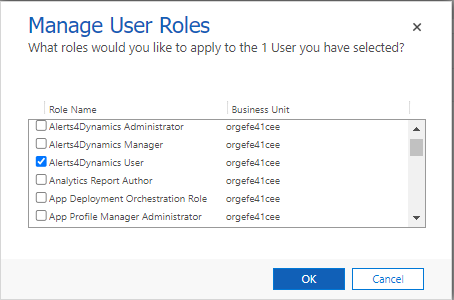 Manage User Roles
What roles would you like to apply to the 1 User you have selected?
Role Name Business Unit
Alerts4Dynamics Administrator orgefe41cee
Alerts4Dynamics Manager orgefe41cee
Alerts4Dynamics User orgefe41cee
Analytics Report Author orgefe41cee
App Deployment Orchestration Role orgefe41cee
App Profile Manager Administrator orgefe41cee
OK Cancel